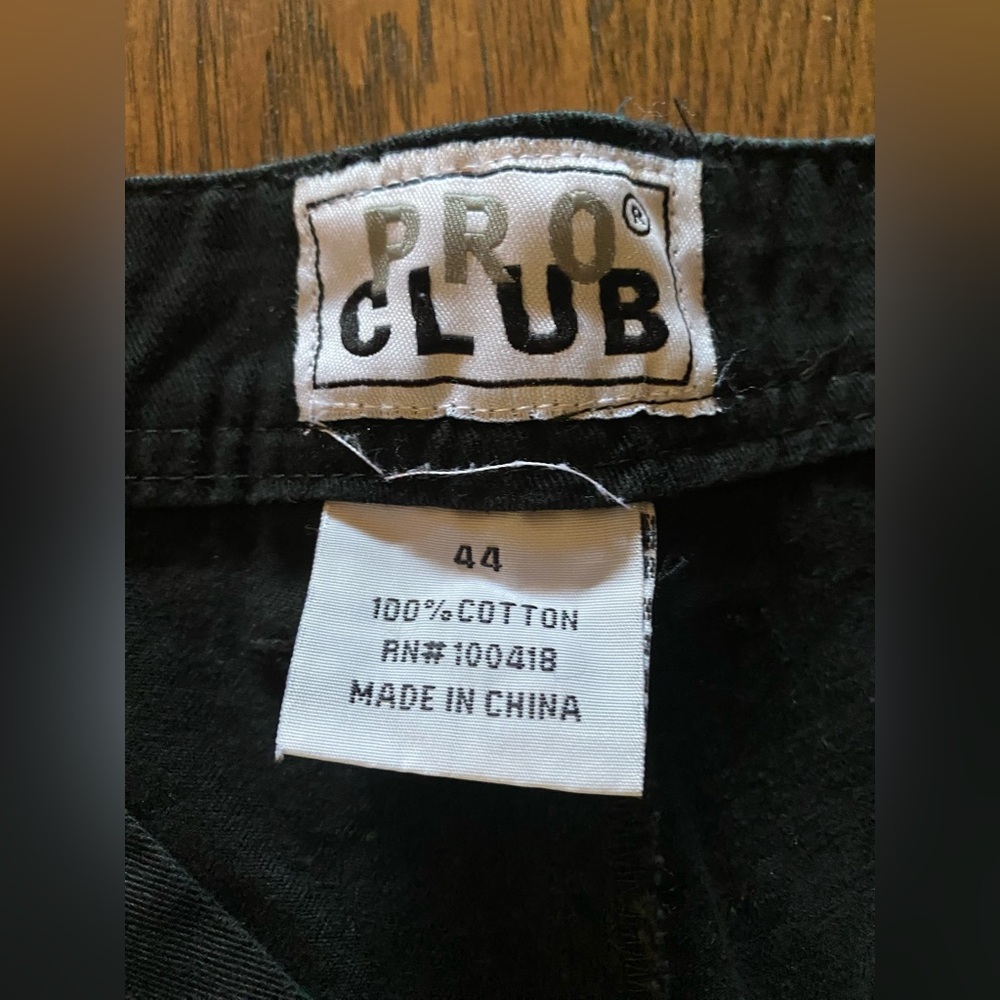 PRO®
CLUB
44
100% COTTON
RN# 100418
MADE IN CHINA